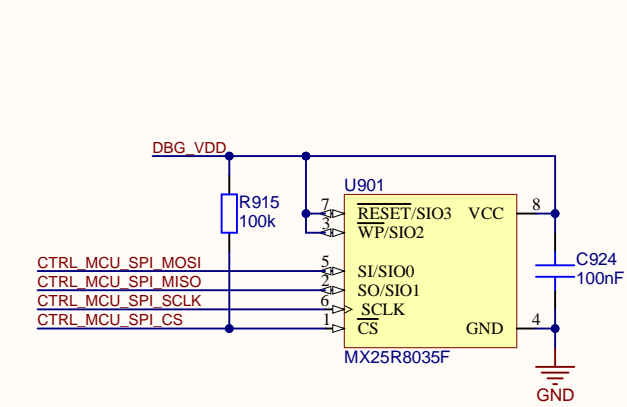 DBG_VDD
U901
R915
100k
7
RESET/SIO3
VCC
8
3
WP/SIO2
CTRL_MCU_SPI_MOSI
5
SI/SIO0
C924
100nF
CTRL_MCU_SPI_MISO
2
SO/SIO1
CTRL_MCU_SPI_SCLK
6
SCLK
CTRL_MCU_SPI_CS
1
CS
GND
4
MX25R8035F
GND